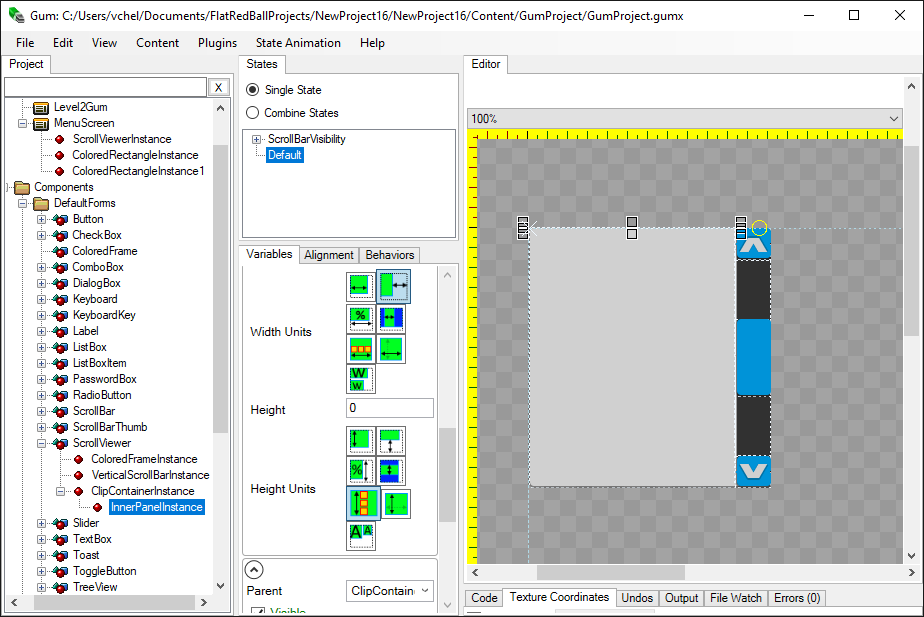 Gum: C:/Users/vchel/Documents/FlatRedBallProjects/NewProject16/NewProject16/Content/GumProject/GumProject.gumx
File Edit View Content Plugins State Animation Help
Project
X
Level2Gum
MenuScreen
ScrollViewerInstance
ColoredRectangleInstance
ColoredRectangleInstance1
Components
DefaultForms
Button
CheckBox
ColoredFrame
ComboBox
DialogBox
Keyboard
KeyboardKey
Label
ListBox
ListBoxItem
PasswordBox
RadioButton
ScrollBar
ScrollBarThumb
ScrollViewer
ColoredFrameInstance
VerticalScrollBarInstance
ClipContainerInstance
InnerPanelInstance
Slider
TextBox
Toast
ToggleButton
TreeView
States
Single State
Combine States
ScrollBarVisibility
Default
Variables Alignment Behaviors
Width Units
%
W
w
Height
0
Height Units
%
A A
Parent
ClipContain
Visible
Editor
100%
Code Texture Coordinates Undos Output File Watch Errors (0)